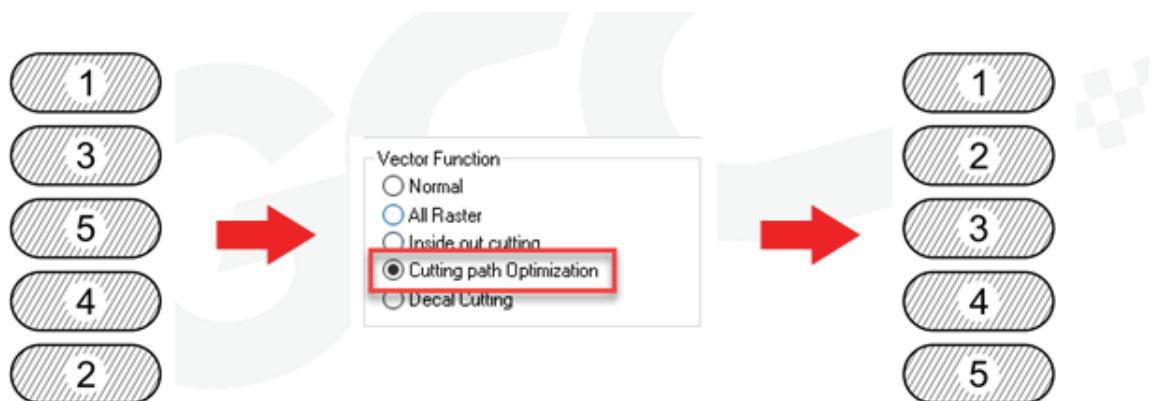 1
3
5
4
2
Vector Function
Normal
All Raster
Inside out cutting
Cutting path Optimization
Decal Cutting
1
2
3
4
5